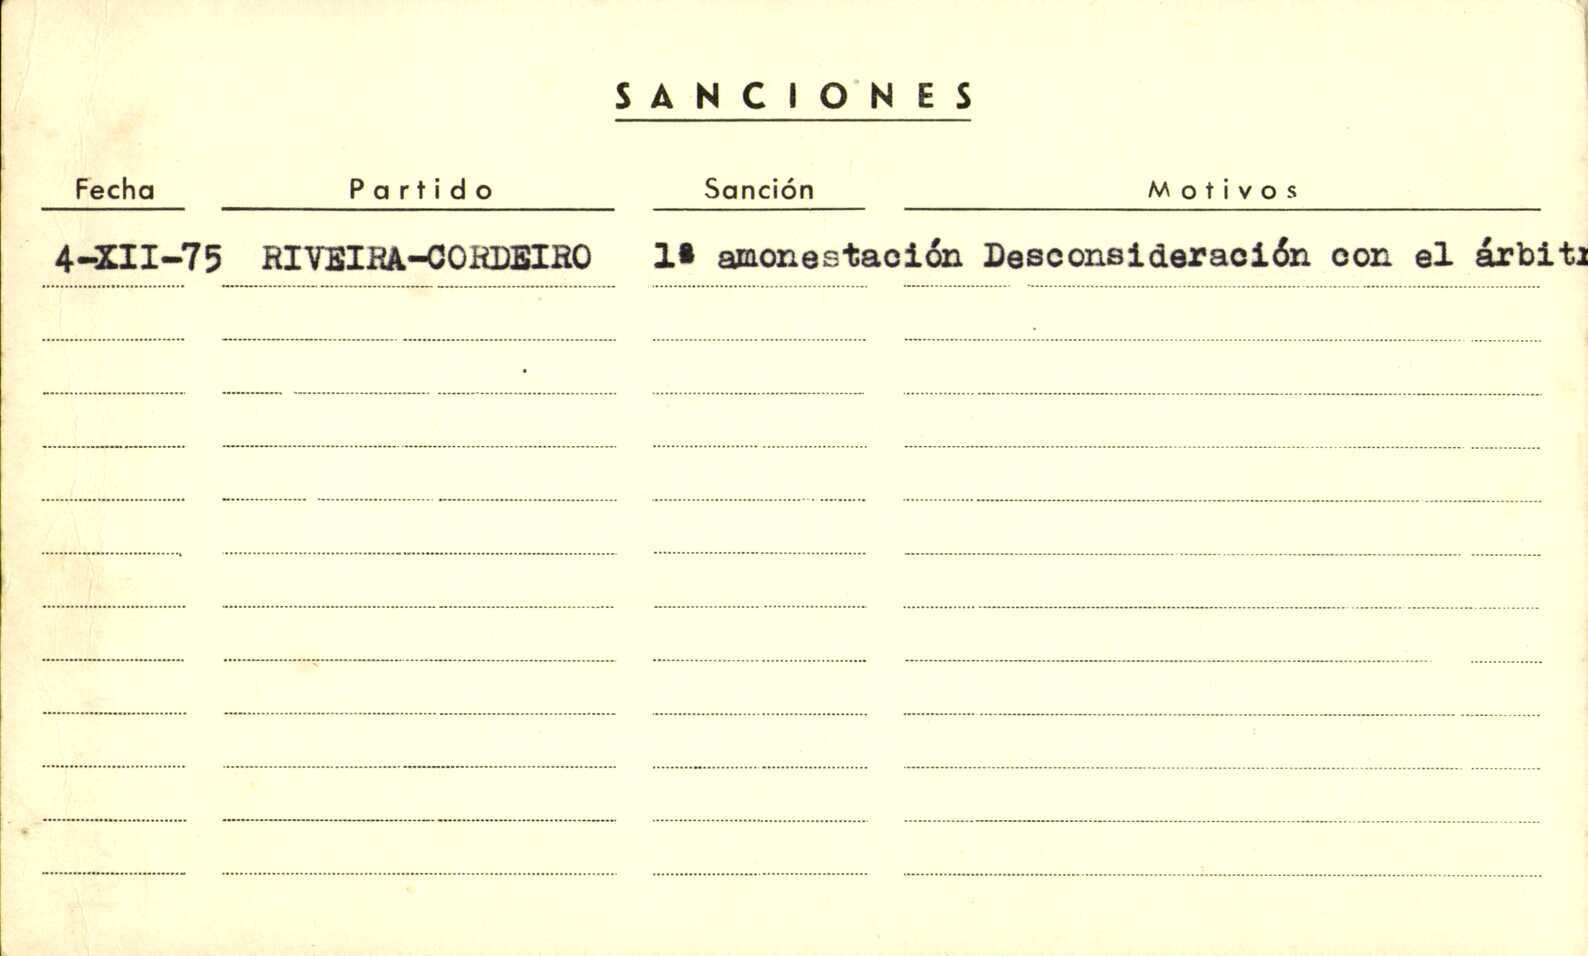 SANCIONES
Fecha Partido Sanción Motivos
4-XII-75 RIVEIRA-CORDEIRO 1ª amonestación Desconsideración con el árbitr